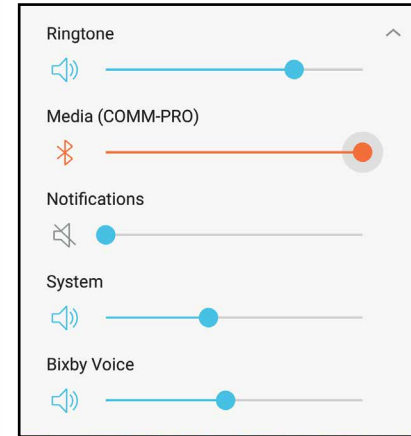 Ringtone
Media (COMM-PRO)
Notifications
System
Bixby Voice